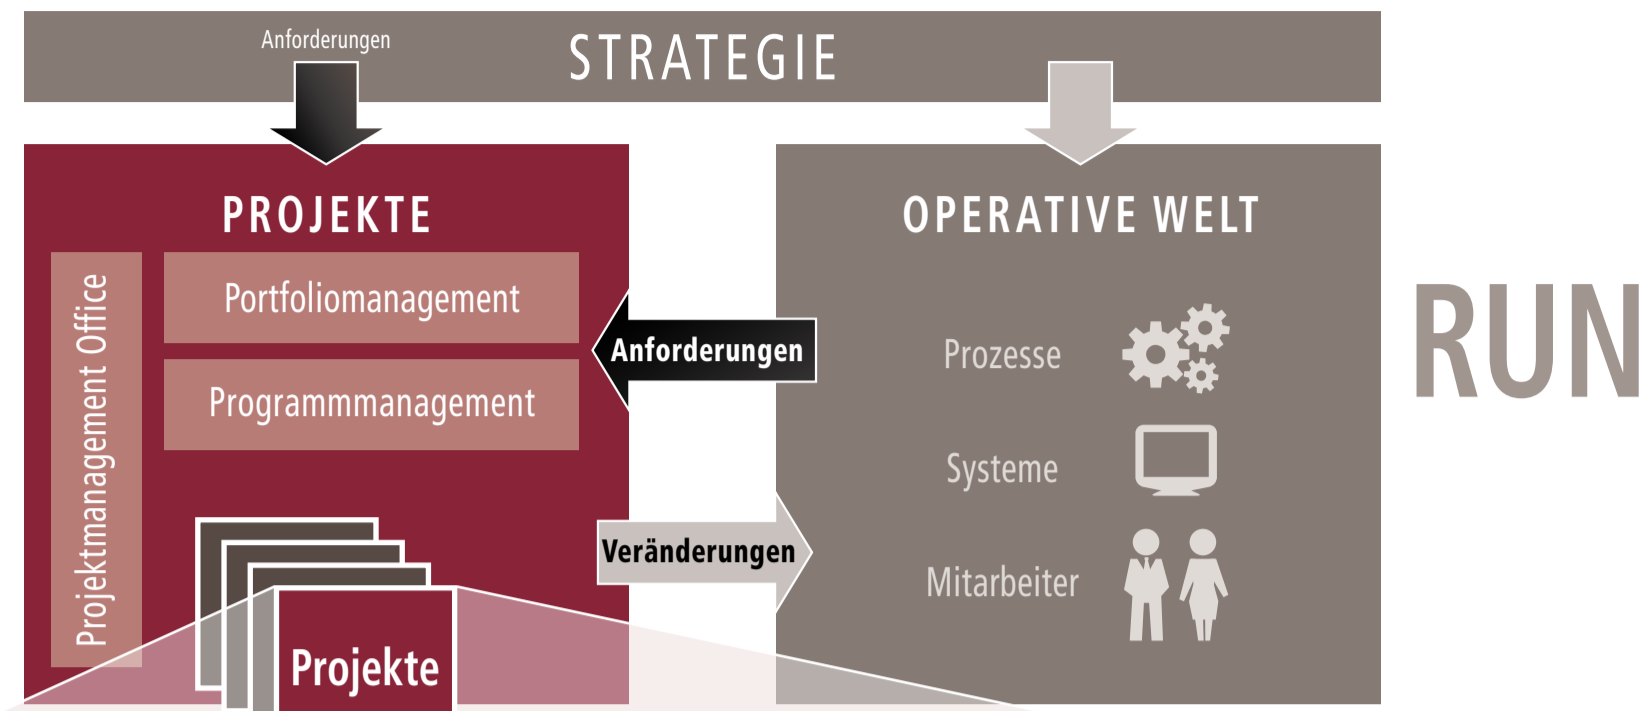 Anforderungen
STRATEGIE
PROJEKTE
Projektmanagement Office
Portfoliomanagement
Programmmanagement
Projekte
Anforderungen
Veränderungen
OPERATIVE WELT
Prozesse
Systeme
Mitarbeiter
RUN